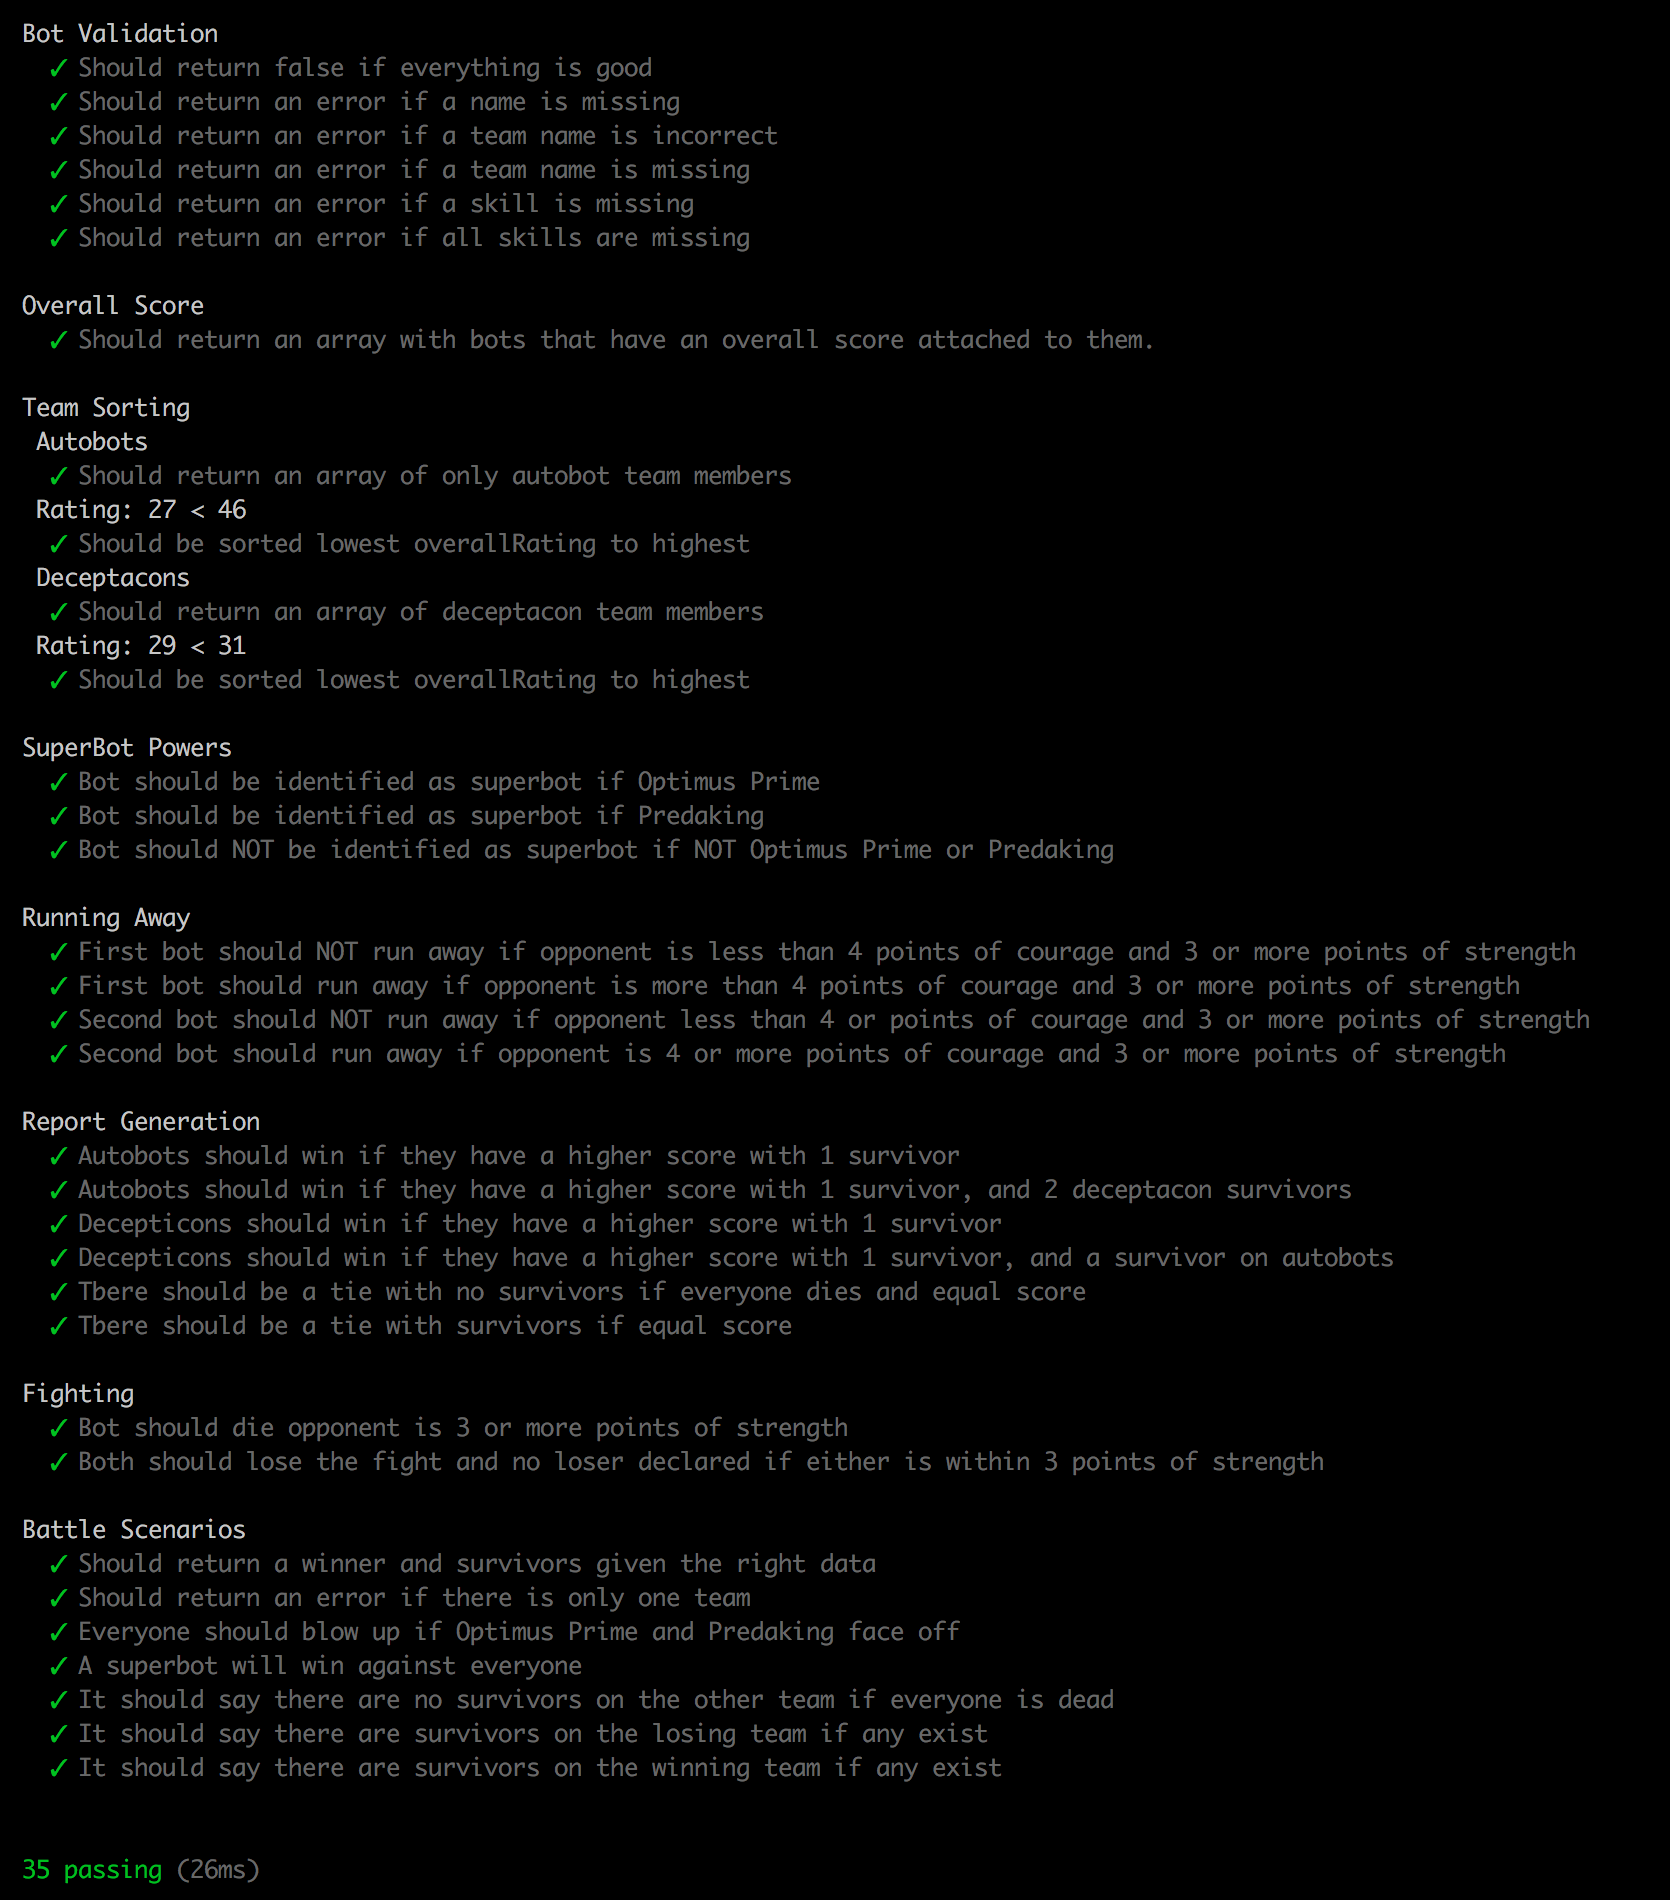 Bot Validation
✓ Should return false if everything is good
✓ Should return an error if a name is missing
✓ Should return an error if a team name is incorrect
✓ Should return an error if a team name is missing
✓ Should return an error if a skill is missing
✓ Should return an error if all skills are missing
Overall Score
✓ Should return an array with bots that have an overall score attached to them.
Team Sorting
Autobots
✓ Should return an array of only autobot team members
Rating: 27 < 46
✓ Should be sorted lowest overallRating to highest
Deceptacons
✓ Should return an array of deceptacon team members
Rating: 29 < 31
✓ Should be sorted lowest overallRating to highest
SuperBot Powers
✓ Bot should be identified as superbot if Optimus Prime
✓ Bot should be identified as superbot if Predaking
✓ Bot should NOT be identified as superbot if NOT Optimus Prime or Predaking
Running Away
✓ First bot should NOT run away if opponent is less than 4 points of courage and 3 or more points of strength
✓ First bot should run away if opponent is more than 4 points of courage and 3 or more points of strength
✓ Second bot should NOT run away if opponent less than 4 or points of courage and 3 or more points of strength
✓ Second bot should run away if opponent is 4 or more points of courage and 3 or more points of strength
Report Generation
✓ Autobots should win if they have a higher score with 1 survivor
✓ Autobots should win if they have a higher score with 1 survivor, and 2 deceptacon survivors
✓ Decepticons should win if they have a higher score with 1 survivor
✓ Decepticons should win if they have a higher score with 1 survivor, and a survivor on autobots
✓ Tbere should be a tie with no survivors if everyone dies and equal score
✓ Tbere should be a tie with survivors if equal score
Fighting
✓ Bot should die opponent is 3 or more points of strength
✓ Both should lose the fight and no loser declared if either is within 3 points of strength
Battle Scenarios
✓ Should return a winner and survivors given the right data
✓ Should return an error if there is only one team
✓ Everyone should blow up if Optimus Prime and Predaking face off
✓ A superbot will win against everyone
✓ It should say there are no survivors on the other team if everyone is dead
✓ It should say there are survivors on the losing team if any exist
✓ It should say there are survivors on the winning team if any exist
35 passing (26ms)